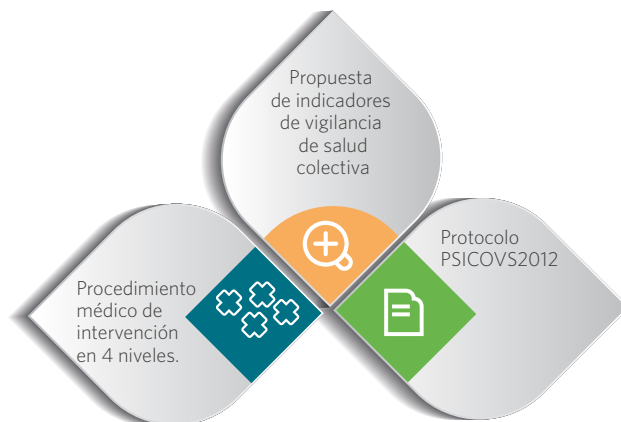 Propuesta
de indicadores
de vigilancia
de salud
colectiva
Procedimiento
médico de
intervención
en 4 niveles.
Protocolo
PSICOVS2012